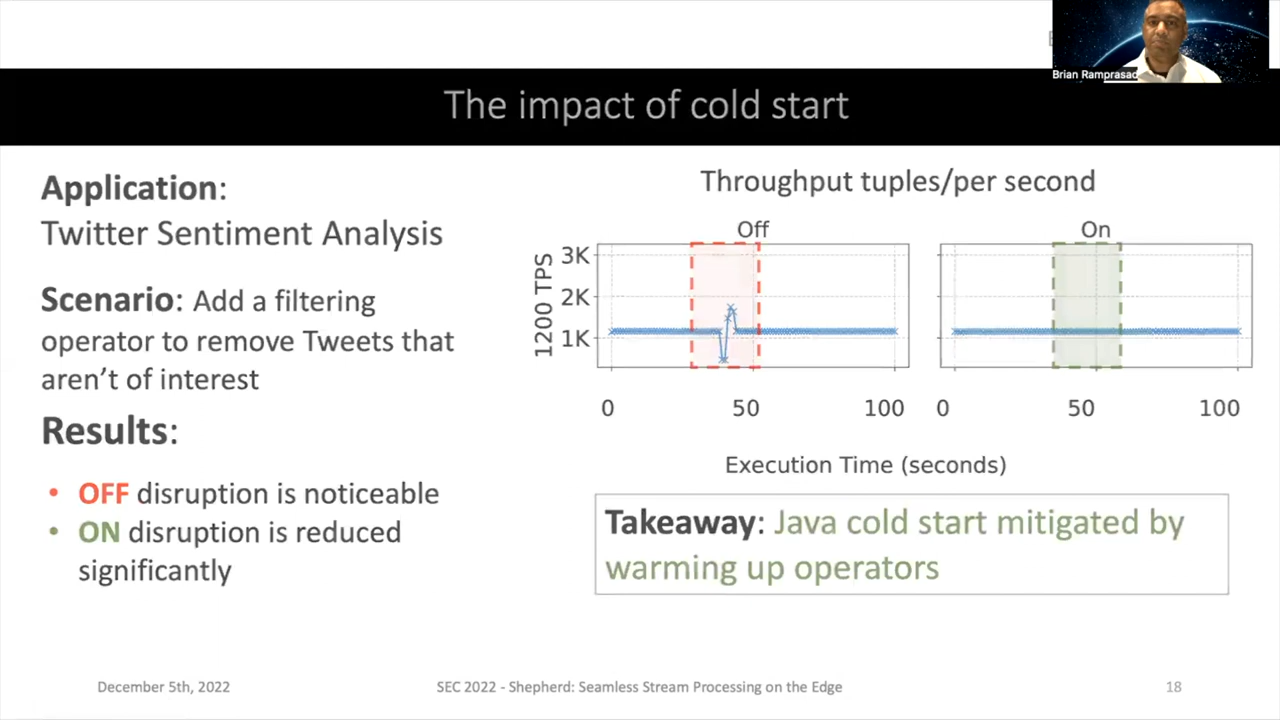 Brian Ramprasad
The impact of cold start
Application:
Twitter Sentiment Analysis
Scenario: Add a filtering
operator to remove Tweets that
aren't of interest
Results:
• OFF disruption is noticeable
• ON disruption is reduced
significantly
Throughput tuples/per second
Off
On
1200 TPS
3K
2K
1K
0 50 100
0 50 100
Execution Time (seconds)
Takeaway: Java cold start mitigated by
warming up operators
December 5th, 2022
SEC 2022 - Shepherd: Seamless Stream Processing on the Edge
18